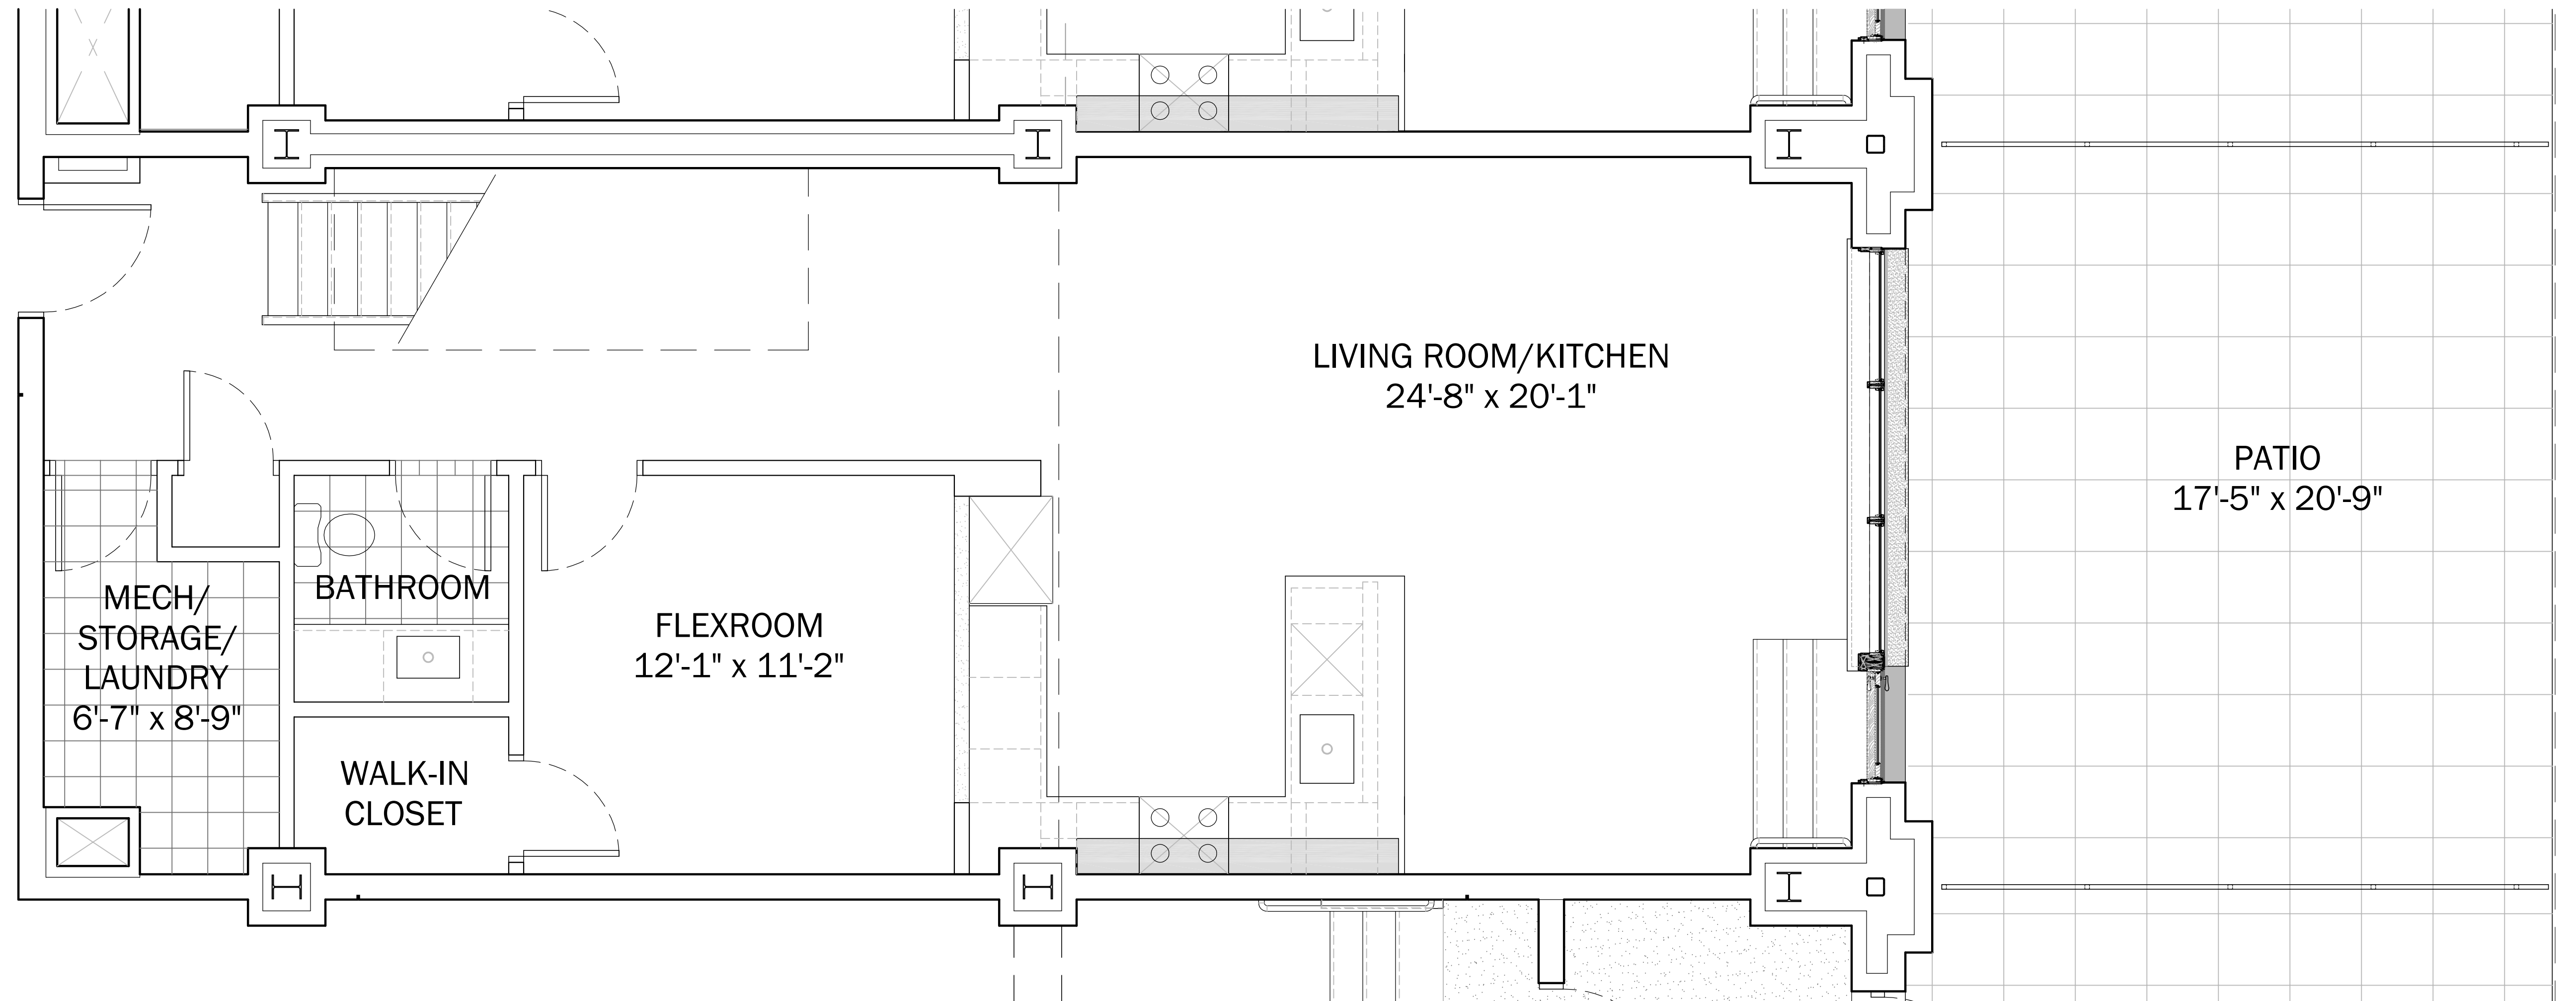 LIVING ROOM/KITCHEN
24'-8" x 20'-1"
PATIO
17'-5" x 20'-9"
MECH/
STORAGE/
LAUNDRY
6'-7" x 8'-9"
BATHROOM
FLEXROOM
12'-1" x 11'-2"
WALK-IN
CLOSET